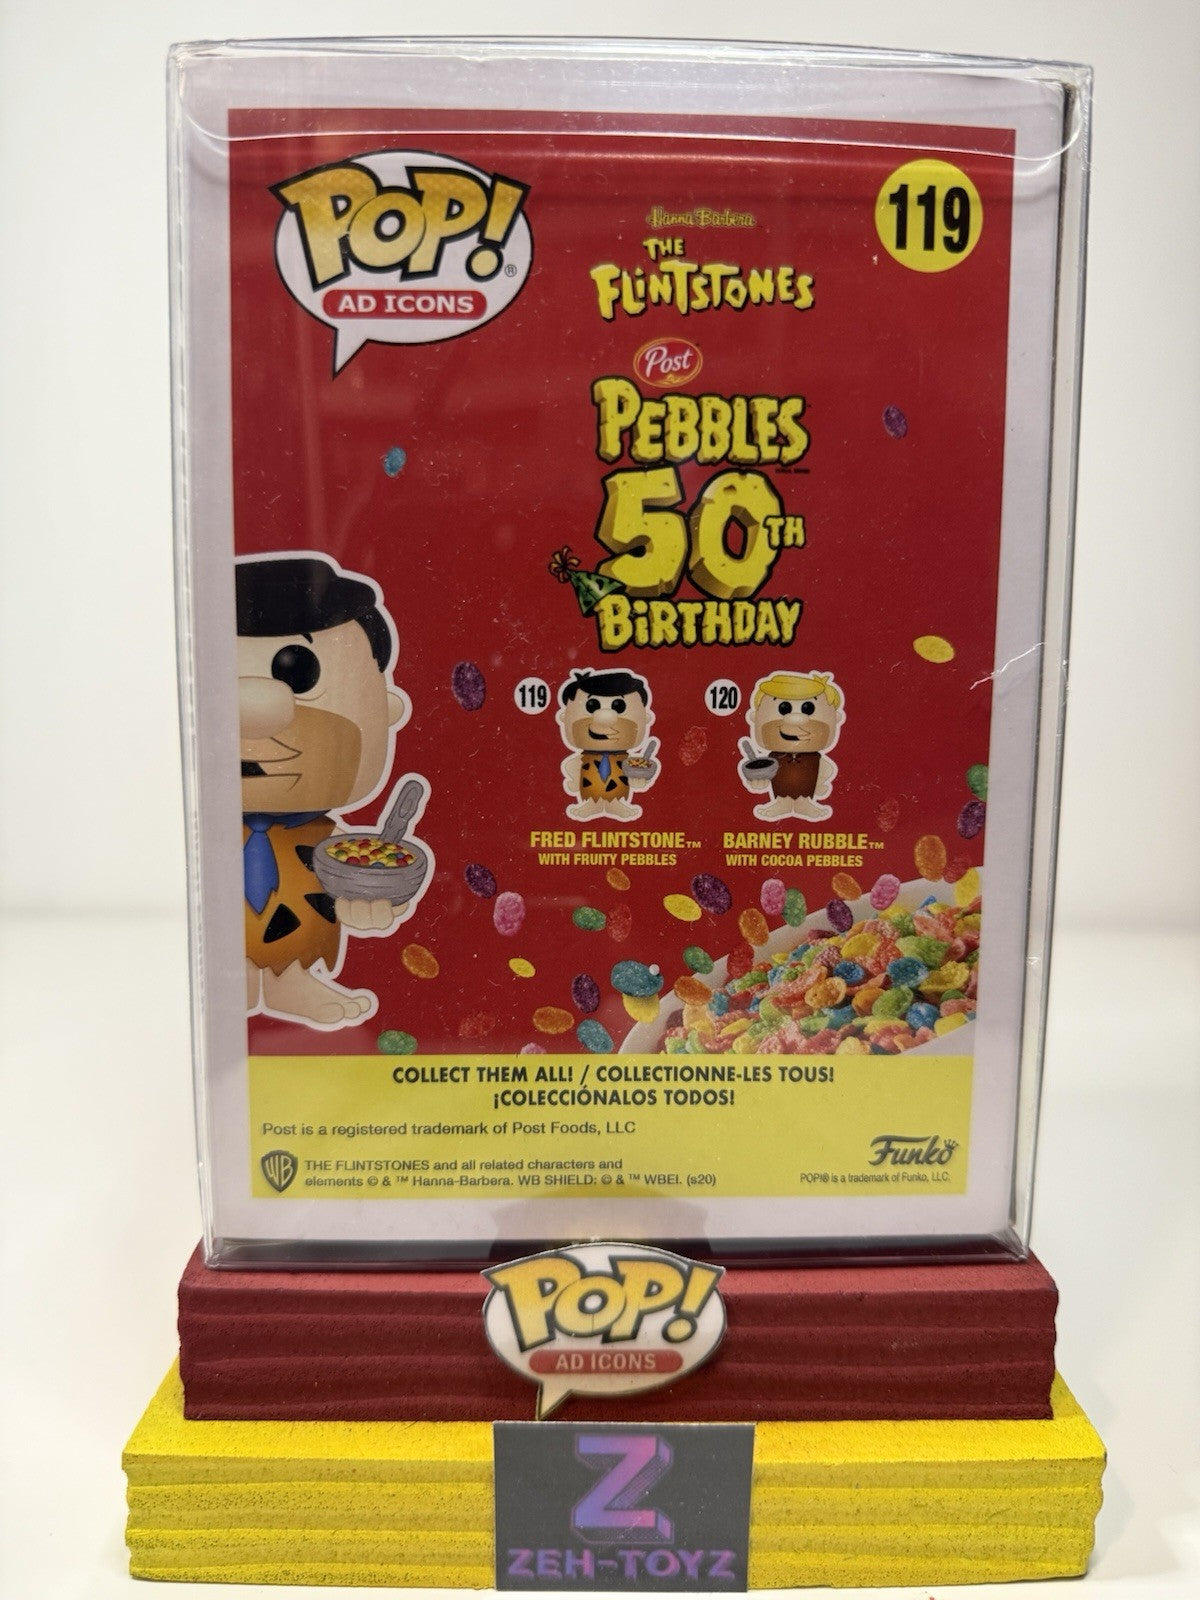 POP!®
AD ICONS
119
Hanna-Barbera
THE
FLINTSTONES
Post
PEBBLES
50TH
BIRTHDAY
119
120
FRED FLINTSTONE™
WITH FRUITY PEBBLES
BARNEY RUBBLE™
WITH COCOA PEBBLES
COLLECT THEM ALL! / COLLECTIONNE-LES TOUS!
¡COLECCIÓNALOS TODOS!
Post is a registered trademark of Post Foods, LLC
WB
THE FLINTSTONES and all related characters and
elements © & ™ Hanna-Barbera. WB SHIELD: © & ™ WBEI. (s20)
Funko
POP!® is a trademark of Funko, LLC.
POP!
AD ICONS
Z
ZEH-TOYZ